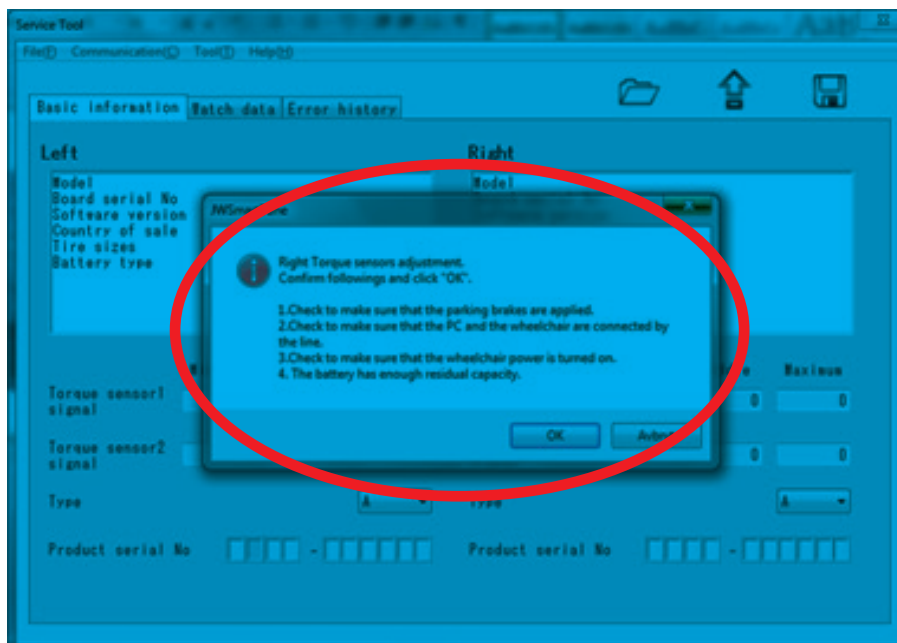 Service Tool
File(F) Communication(C) Tool(T) Help(H)
Basic information Watch data Error history
Left Right
Model Model
Board serial No
Software version
Country of sale
Tire sizes
Battery type
Right Torque sensors adjustment.
Confirm followings and click "OK".
1.Check to make sure that the parking brakes are applied.
2.Check to make sure that the PC and the wheelchair are connected by
the line.
3.Check to make sure that the wheelchair power is turned on.
4. The battery has enough residual capacity.
OK
Maximum
Torque sensor1
signal
0 0
Torque sensor2
signal
0 0
Type A Type A
Product serial No - Product serial No -